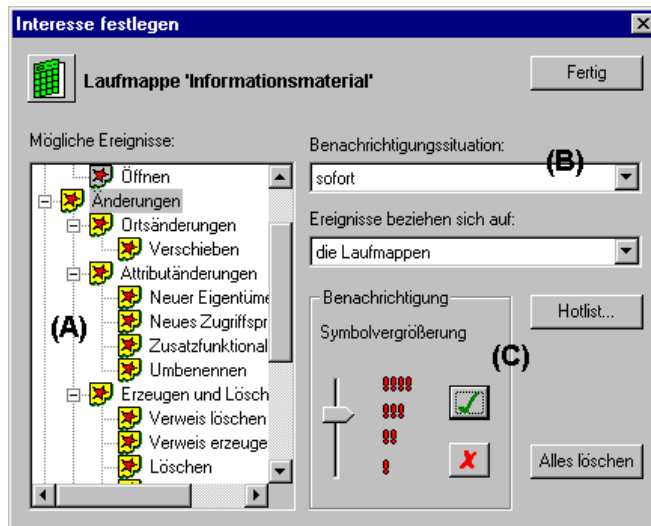 Interesse festlegen
Laufmappe 'Informationsmaterial'
Fertig
Mögliche Ereignisse:
Öffnen
Änderungen
Ortsänderungen
Verschieben
Attributänderungen
Neuer Eigentüme
Neues Zugriffspr
Zusatzfunktional
Umbenennen
Erzeugen und Lösch
Verweis löschen
Verweis erzeuge
Löschen
(A)
Benachrichtigungssituation:
(B)
sofort
Ereignisse beziehen sich auf:
die Laufmappen
Benachrichtigung
Symbolvergrößerung
(C)
!!!!
!!!
!!
!
Hotlist...
Alles löschen